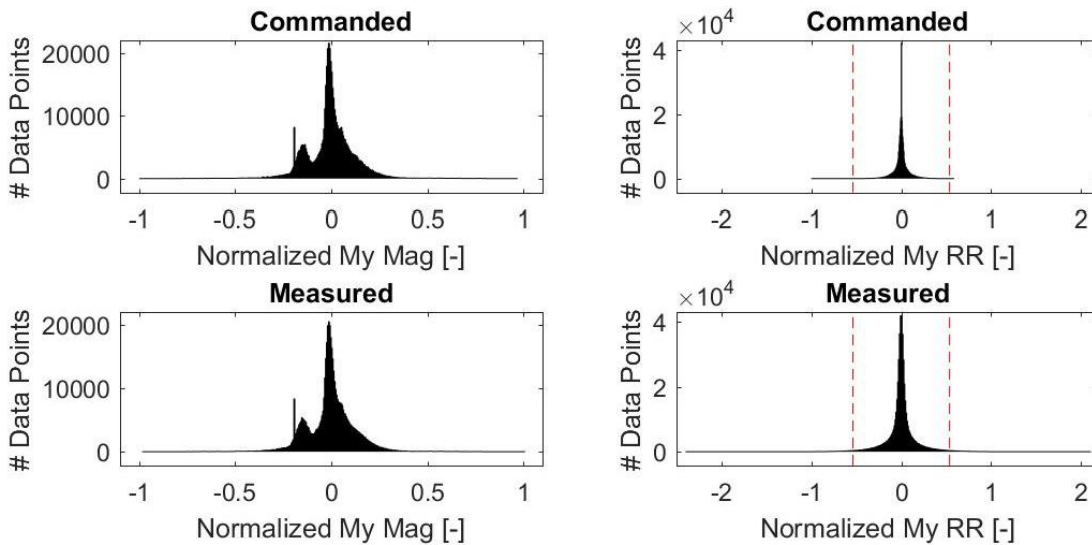 Commanded
20000
10000
0
# Data Points
-1 -0.5 0 0.5 1
Normalized My Mag [-]
Commanded
×10⁴
4
2
0
# Data Points
-2 -1 0 1 2
Normalized My RR [-]
Measured
20000
10000
0
# Data Points
-1 -0.5 0 0.5 1
Normalized My Mag [-]
Measured
×10⁴
4
2
0
# Data Points
-2 -1 0 1 2
Normalized My RR [-]